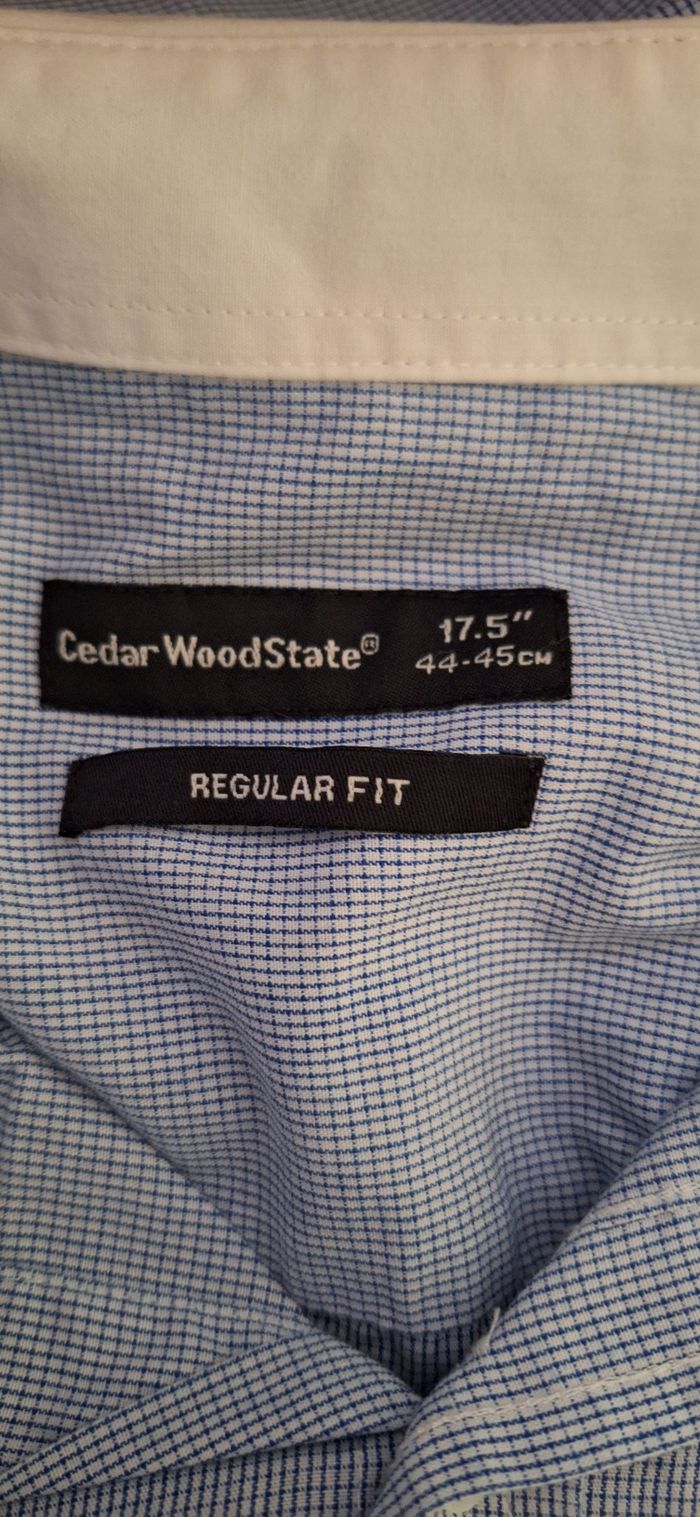 Cedar WoodState®
17.5"
44-45CM
REGULAR FIT